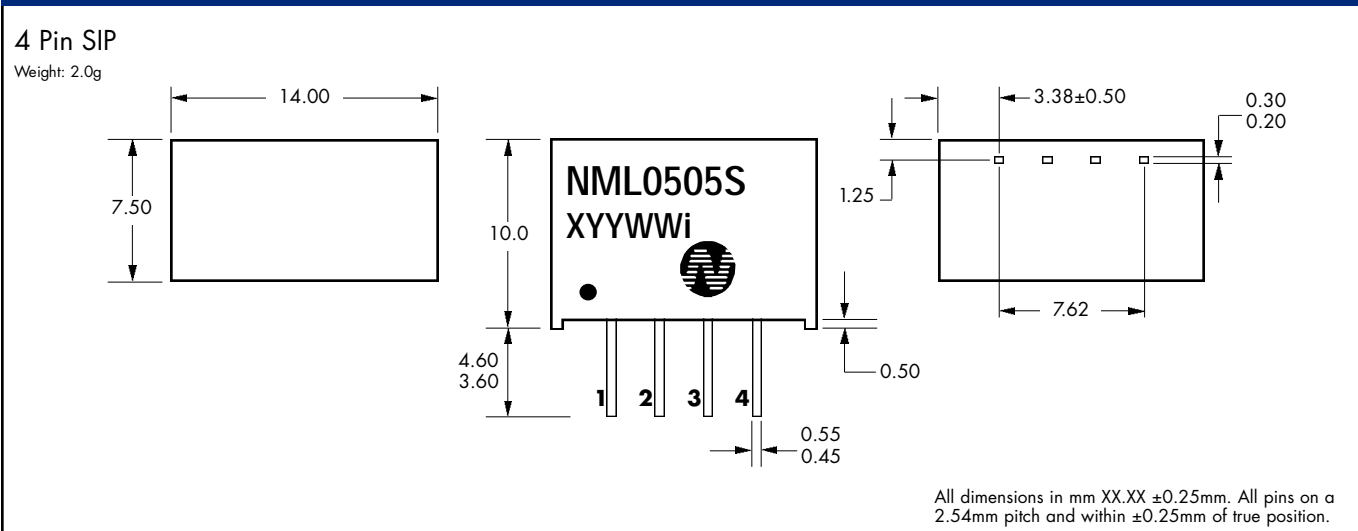 4 Pin SIP
Weight: 2.0g
14.00
7.50
NML0505S
XYYWWi
10.0
4.60
3.60
1 2 3 4
0.55
0.45
0.50
3.38±0.50
0.30
0.20
1.25
7.62
All dimensions in mm XX.XX ±0.25mm. All pins on a
2.54mm pitch and within ±0.25mm of true position.